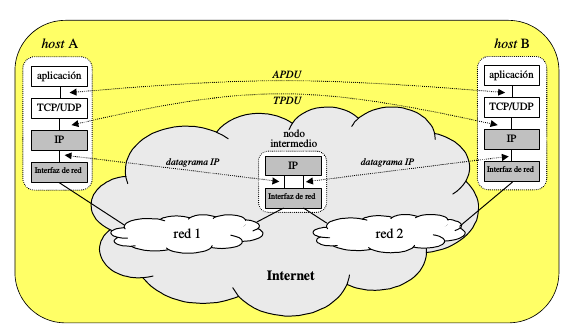 host A
host B
aplicación
aplicación
APDU
TCP/UDP
TCP/UDP
TPDU
nodo
intermedio
IP
IP
datagrama IP
IP
datagrama IP
Interfaz de red
Interfaz de red
Interfaz de red
red 1
red 2
Internet